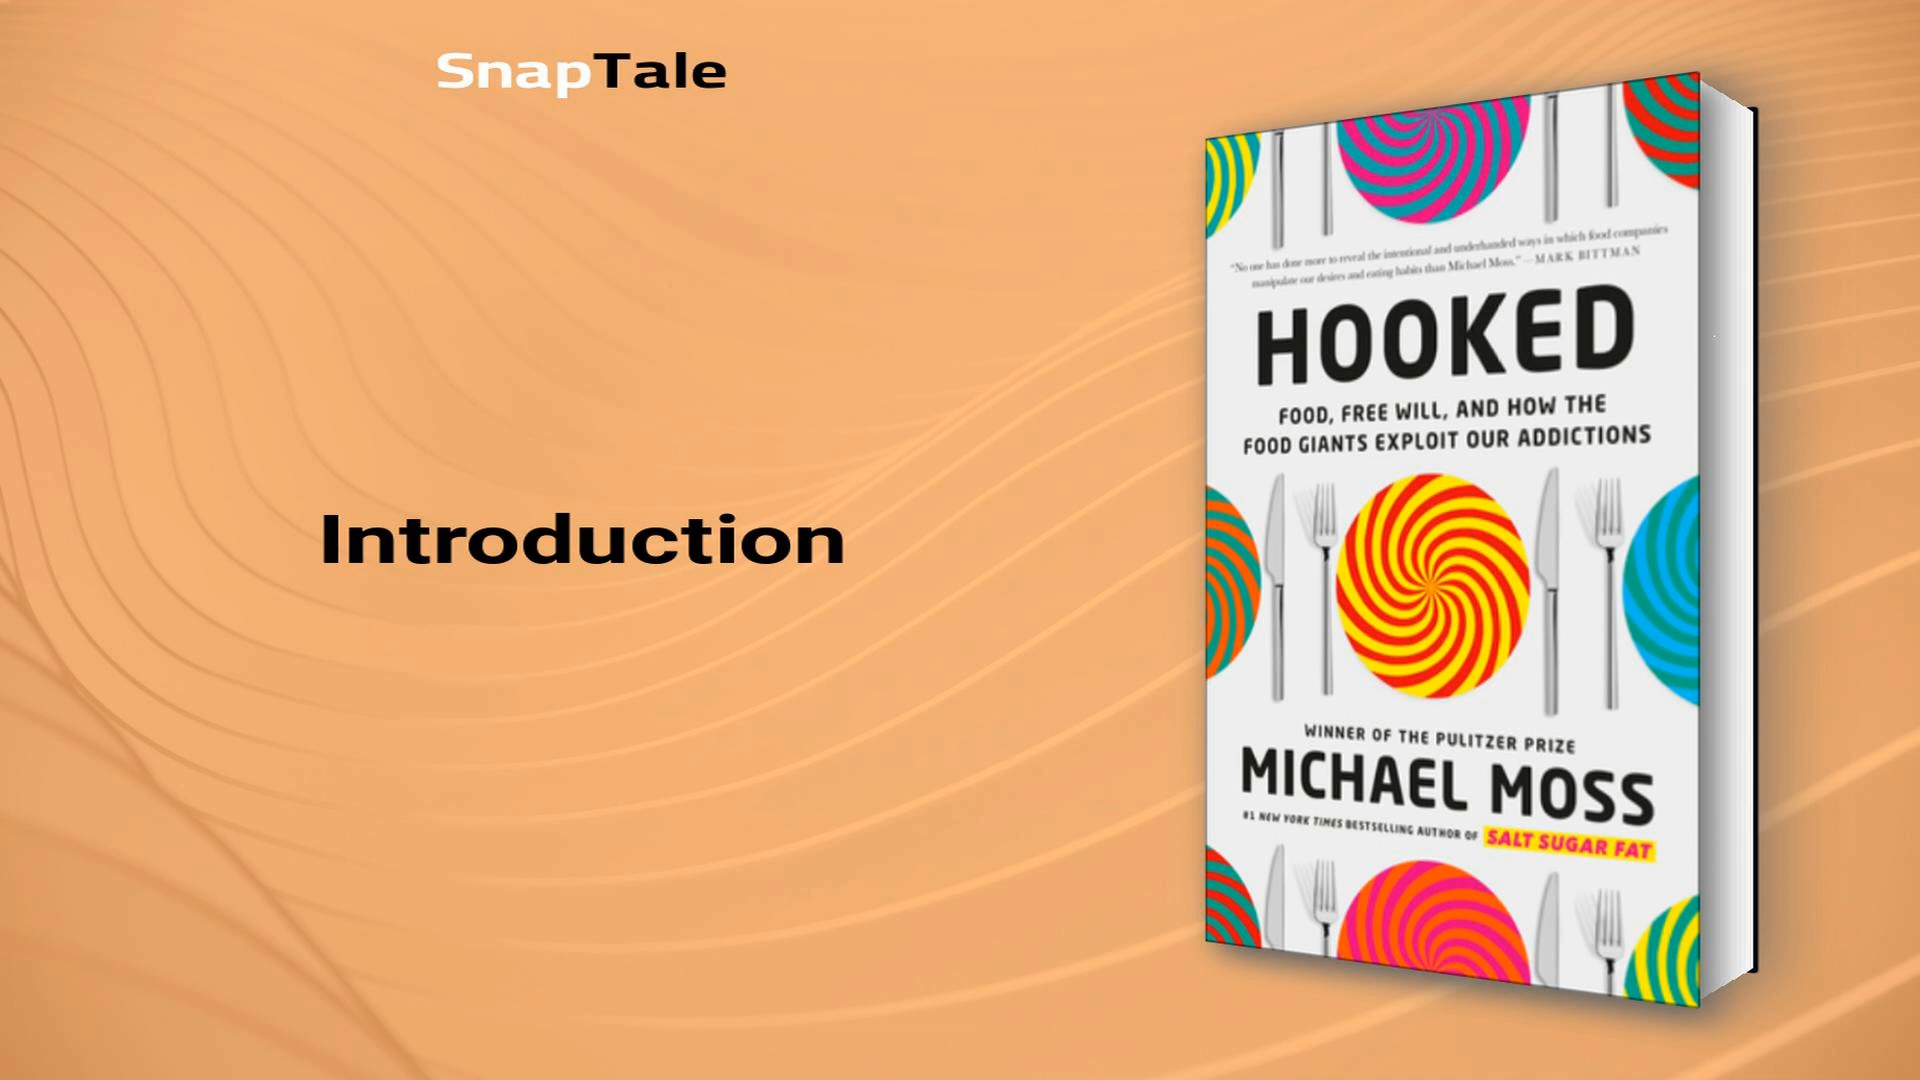 SnapTale
Introduction
“No one has done more to reveal the intentional and underhanded ways in which food companies
manipulate our desires and eating habits than Michael Moss.” —MARK BITTMAN
HOOKED
FOOD, FREE WILL, AND HOW THE
FOOD GIANTS EXPLOIT OUR ADDICTIONS
WINNER OF THE PULITZER PRIZE
MICHAEL MOSS
#1 NEW YORK TIMES BESTSELLING AUTHOR OF SALT SUGAR FAT